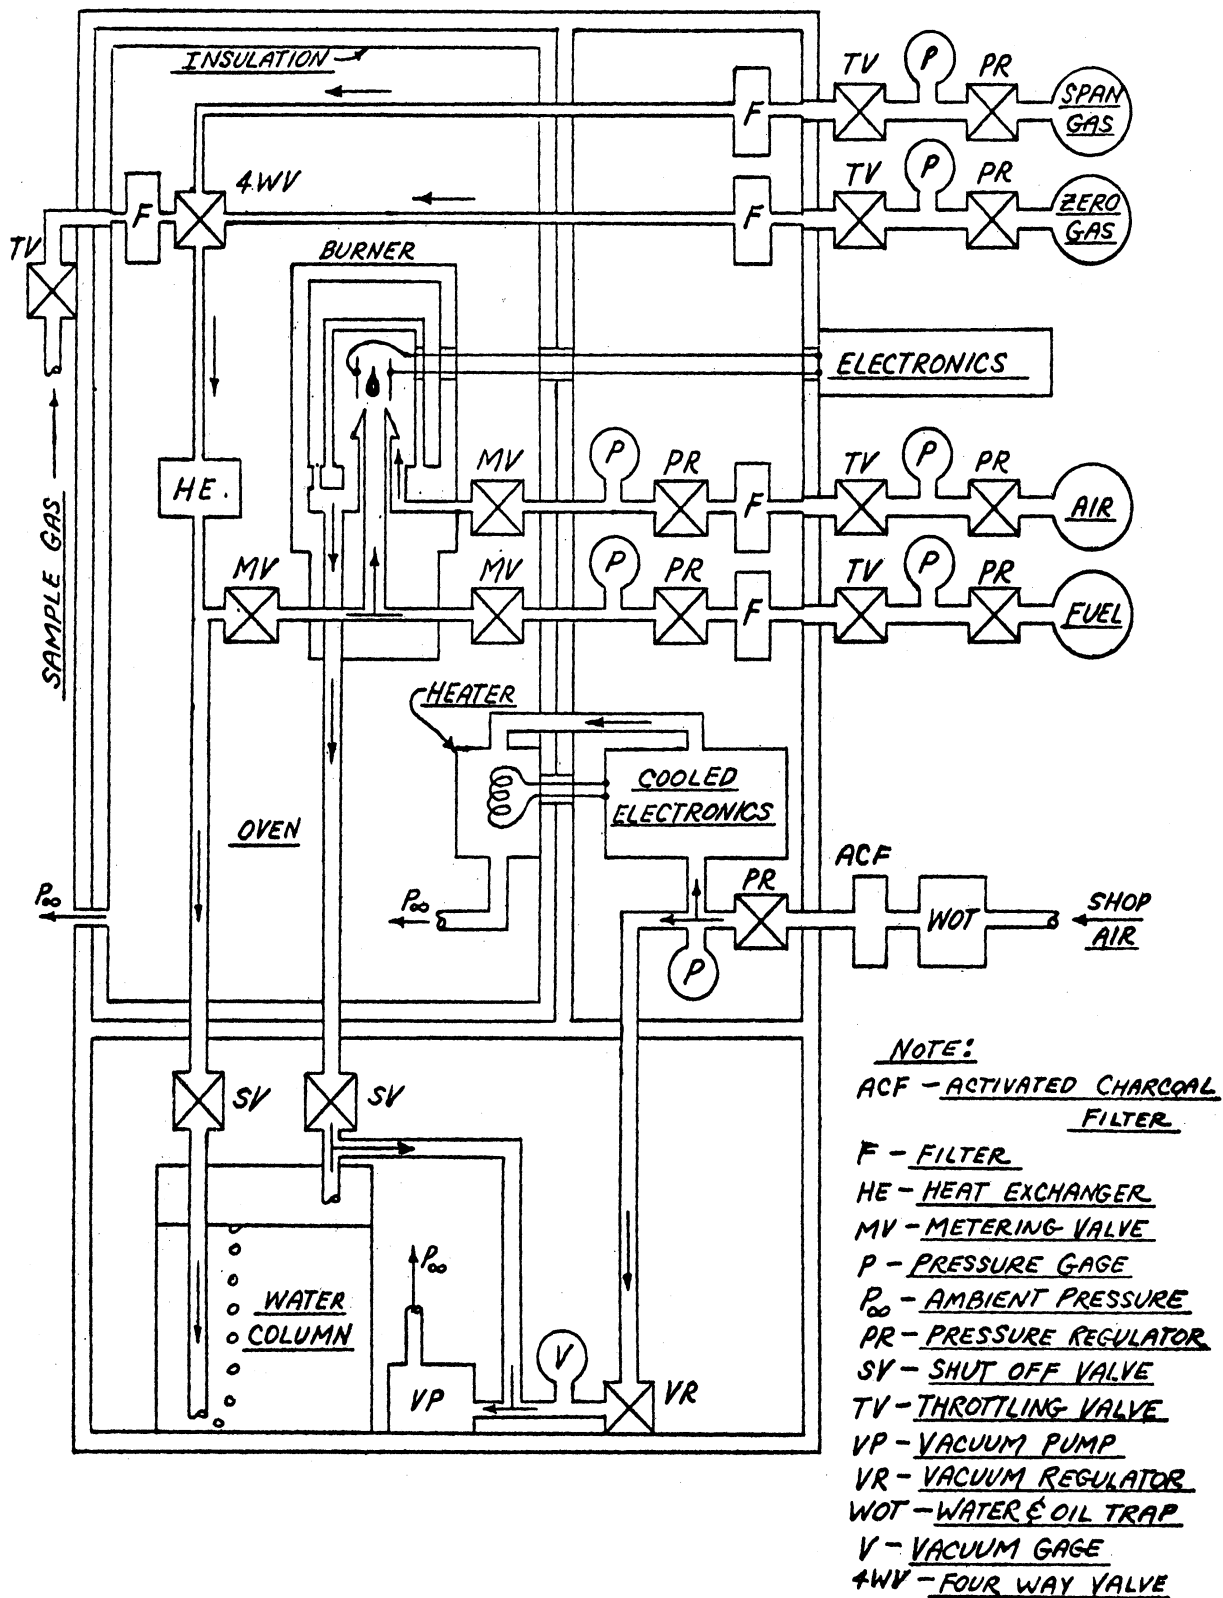 INSULATION
TV
P
PR
SPAN
GAS
F
4WV
TV
P
PR
ZERO
GAS
F
F
TV
BURNER
ELECTRONICS
SAMPLE GAS
HE.
MV
P
PR
F
TV
P
PR
AIR
MV
MV
P
PR
F
TV
P
PR
FUEL
HEATER
COOLED
ELECTRONICS
OVEN
P∞
P∞
PR
ACF
WOT
SHOP
AIR
P
SV
SV
P∞
WATER
COLUMN
VP
V
VR
NOTE:
ACF - ACTIVATED CHARCOAL
FILTER
F - FILTER
HE - HEAT EXCHANGER
MV - METERING VALVE
P - PRESSURE GAGE
P∞ - AMBIENT PRESSURE
PR - PRESSURE REGULATOR
SV - SHUT OFF VALVE
TV - THROTTLING VALVE
VP - VACUUM PUMP
VR - VACUUM REGULATOR
WOT - WATER & OIL TRAP
V - VACUUM GAGE
4WV - FOUR WAY VALVE